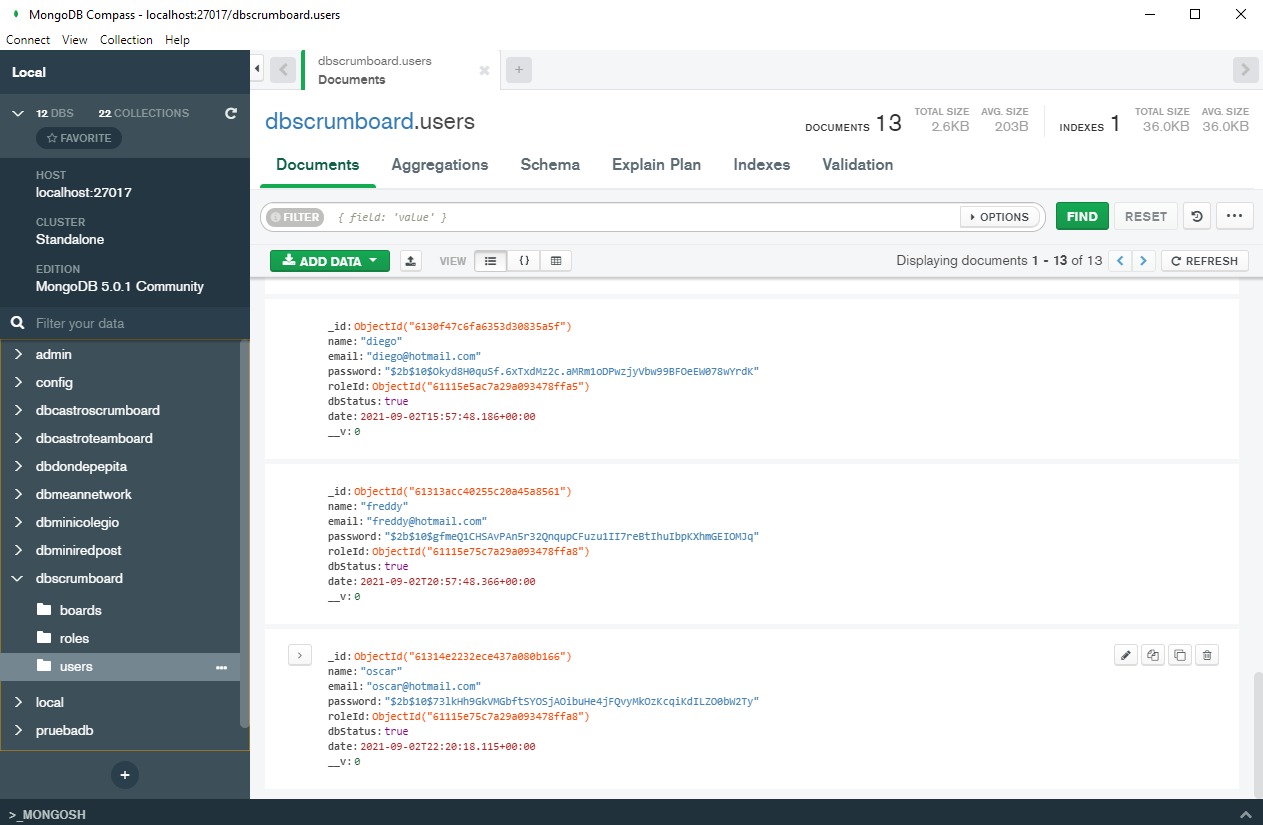 MongoDB Compass - localhost:27017/dbscrumboard.users
Connect View Collection Help
Local
12 DBS 22 COLLECTIONS
FAVORITE
HOST
localhost:27017
CLUSTER
Standalone
EDITION
MongoDB 5.0.1 Community
Filter your data
admin
config
dbcastroscrumboard
dbcastroteamboard
dbdondepepita
dbmeannetwork
dbminicolegio
dbminiredpost
dbscrumboard
boards
roles
users
local
pruebadb
dbscrumboard.users
Documents
dbscrumboard.users
DOCUMENTS 13
TOTAL SIZE 2.6KB
AVG. SIZE 203B
INDEXES 1
TOTAL SIZE 36.0KB
AVG. SIZE 36.0KB
Documents Aggregations Schema Explain Plan Indexes Validation
FILTER { field: 'value' } OPTIONS FIND RESET
ADD DATA VIEW {} Displaying documents 1 - 13 of 13 REFRESH
_id: ObjectId("6130f47c6fa6353d30835a5f")
name: "diego"
email: "diego@hotmail.com"
password: "$2b$10$Okyd8H0quSf.6xTxdMz2c.aMRm1oDPwzjyVbw99BFOeEW078wYrdK"
roleId: ObjectId("61115e5ac7a29a093478ffa5")
dbStatus: true
date: 2021-09-02T15:57:48.186+00:00
__v: 0
_id: ObjectId("61313acc40255c20a45a8561")
name: "freddy"
email: "freddy@hotmail.com"
password: "$2b$10$gfmeQ1CHSAvPAn5r32QnqupCFuzu1II7reBtIhuIbpKXhmGEIOMJq"
roleId: ObjectId("61115e75c7a29a093478ffa8")
dbStatus: true
date: 2021-09-02T20:57:48.366+00:00
__v: 0
_id: ObjectId("61314e2232ece437a080b166")
name: "oscar"
email: "oscar@hotmail.com"
password: "$2b$10$73lkHh9GkVMGbftSYOSjAOibuHe4jFQvyMkOzKcqiKdILZO0bW2Ty"
roleId: ObjectId("61115e75c7a29a093478ffa8")
dbStatus: true
date: 2021-09-02T22:20:18.115+00:00
__v: 0
>_MONGOSH